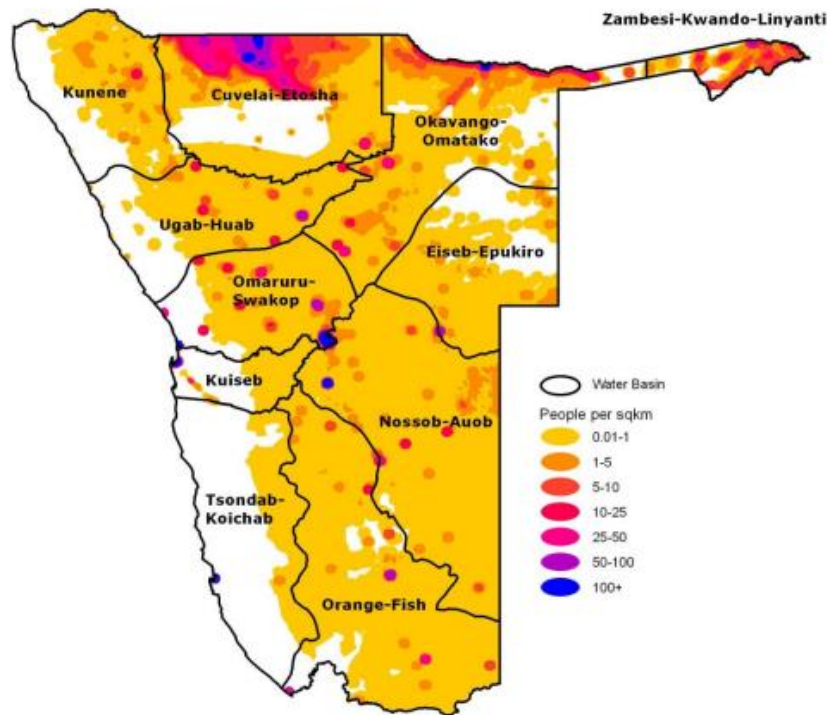 Zambesi-Kwando-Linyanti
Kunene
Cuvelai-Etosha
Okavango-
Omatako
Ugab-Huab
Eiseb-Epukiro
Omaruru-
Swakop
Kuiseb
Nossob-Auob
Tsondab-
Koichab
Orange-Fish
Water Basin
People per sqkm
0.01-1
1-5
5-10
10-25
25-50
50-100
100+